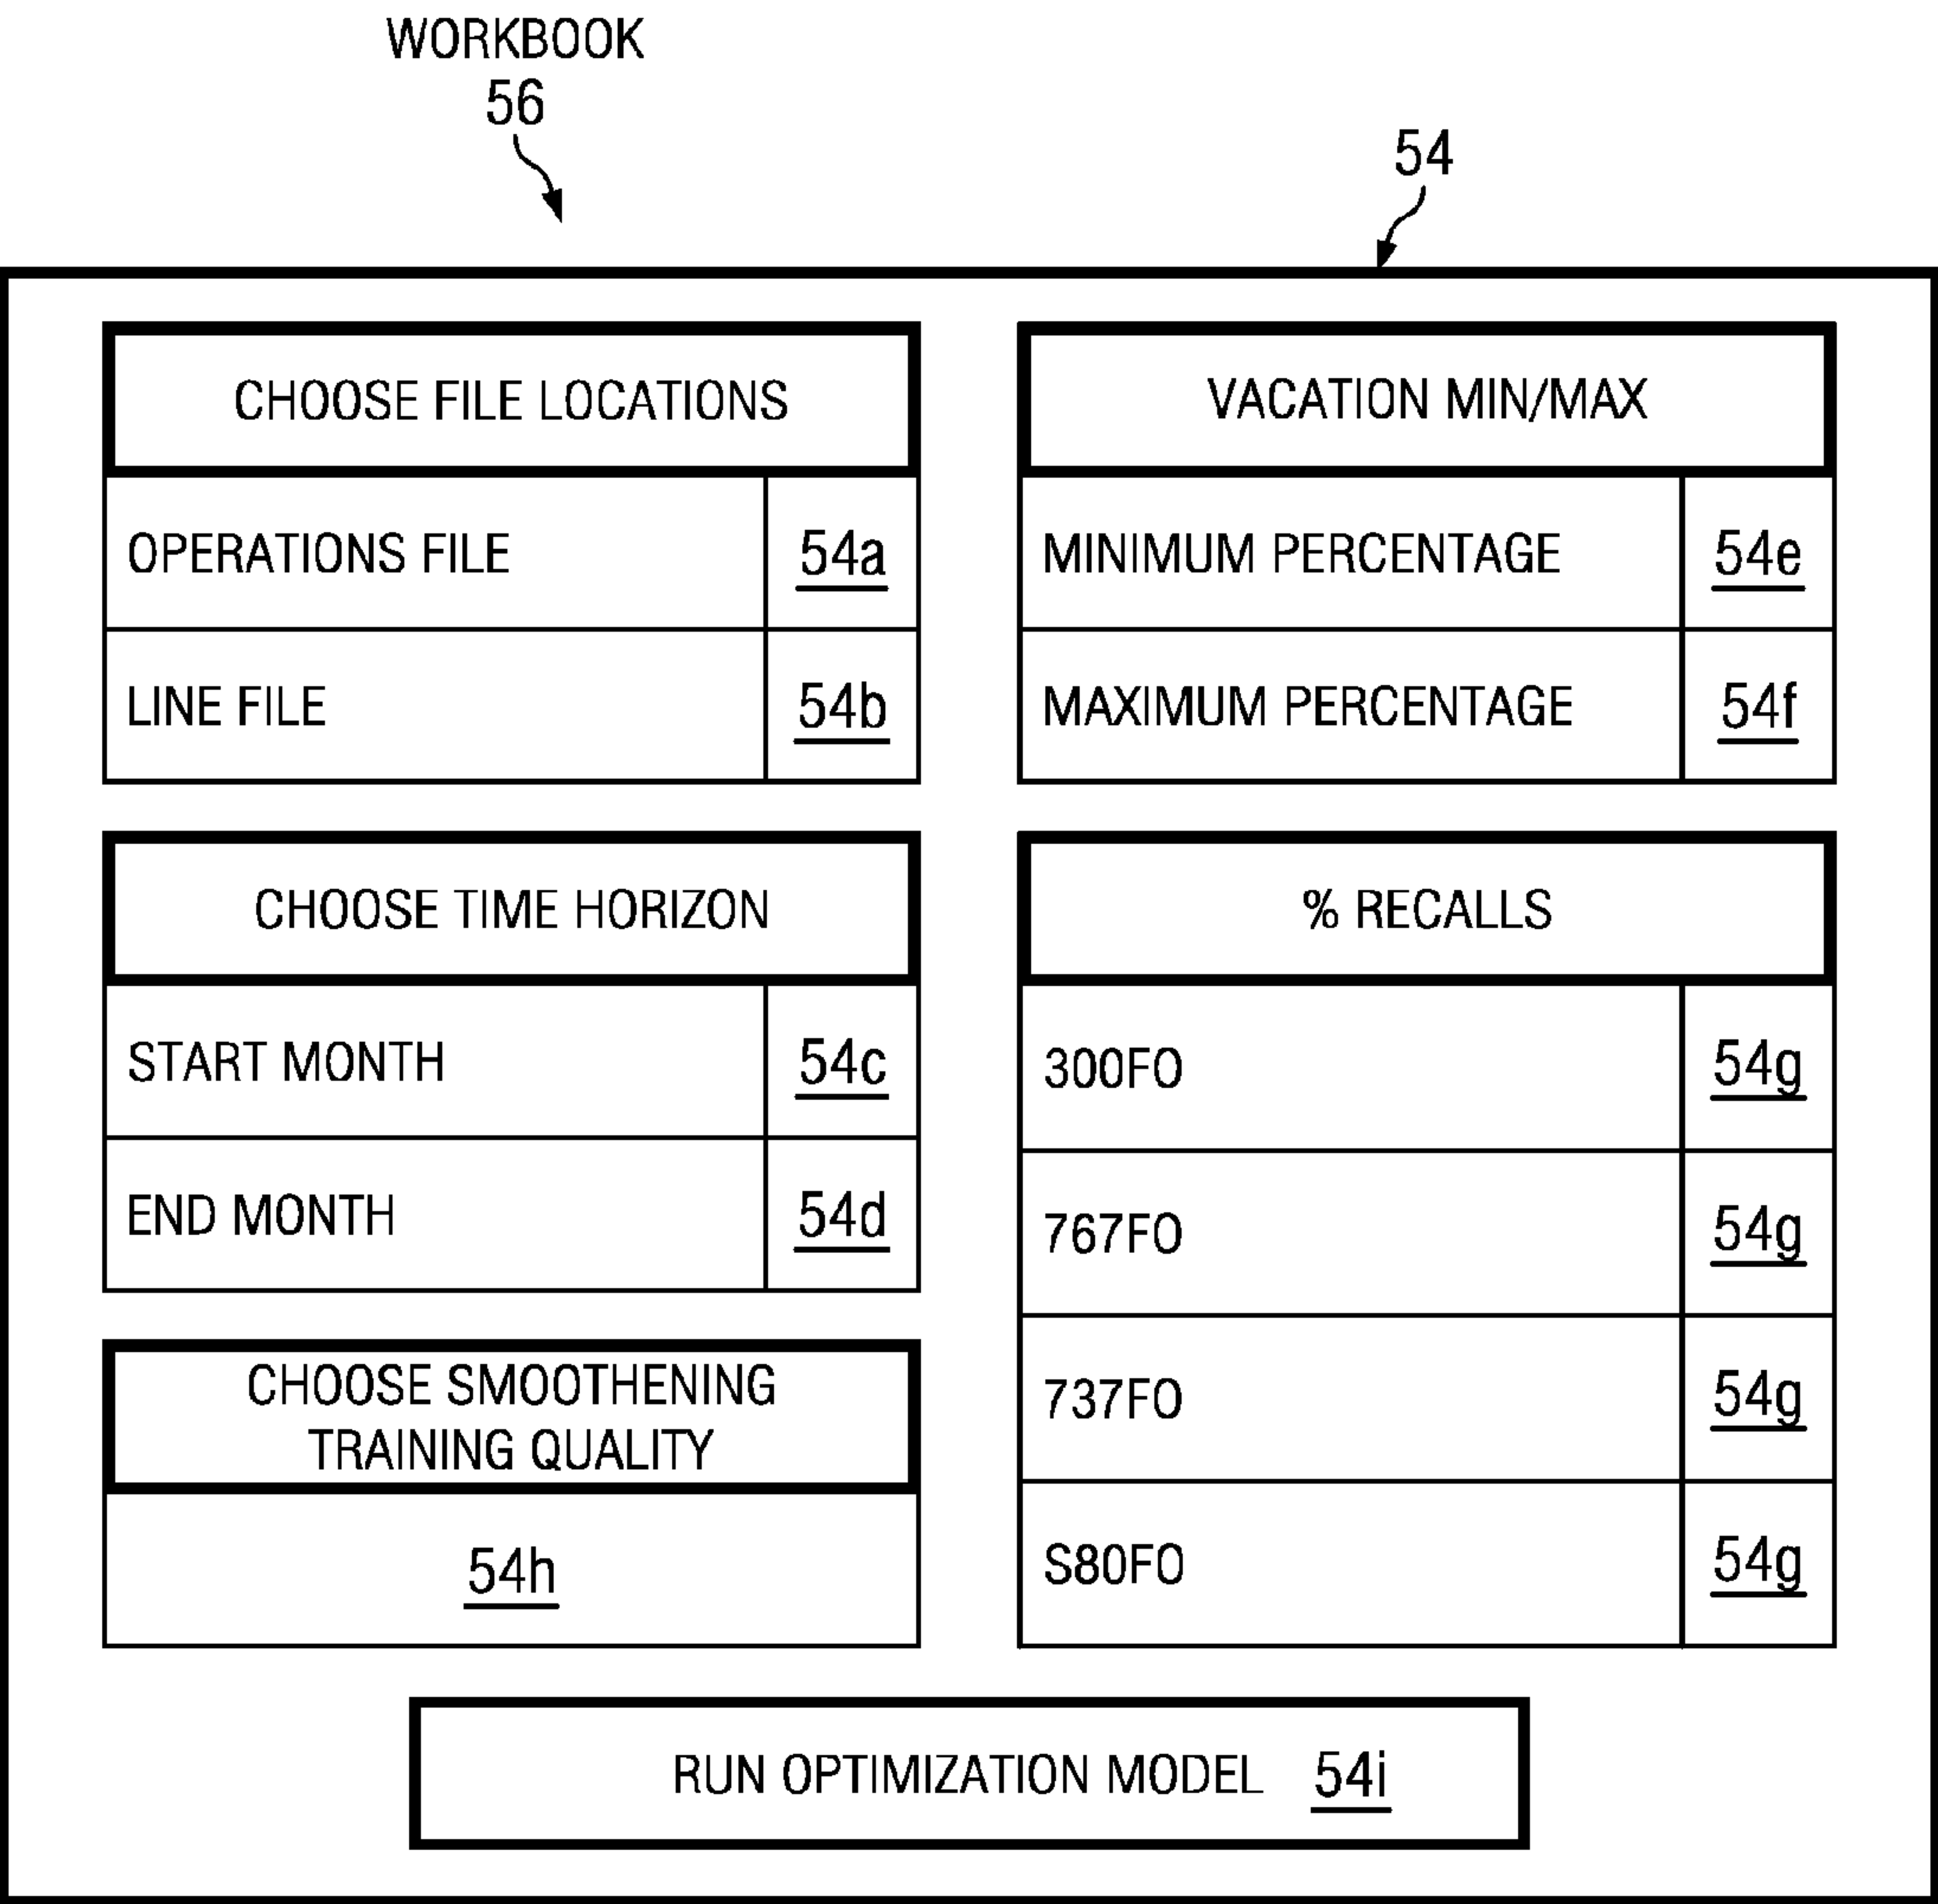 WORKBOOK
56
54
CHOOSE FILE LOCATIONS
OPERATIONS FILE 54a
LINE FILE 54b
VACATION MIN/MAX
MINIMUM PERCENTAGE 54e
MAXIMUM PERCENTAGE 54f
CHOOSE TIME HORIZON
START MONTH 54c
END MONTH 54d
% RECALLS
300FO 54g
767FO 54g
737FO 54g
S80FO 54g
CHOOSE SMOOTHENING
TRAINING QUALITY
54h
RUN OPTIMIZATION MODEL 54i